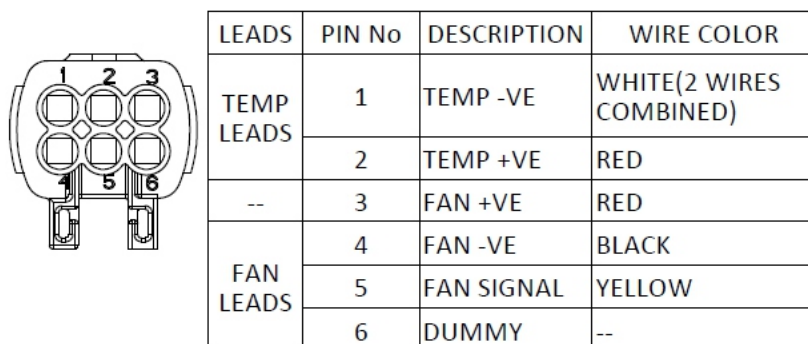 1 2 3
4 5 6
LEADS PIN No DESCRIPTION WIRE COLOR
TEMP LEADS 1 TEMP -VE WHITE(2 WIRES COMBINED)
2 TEMP +VE RED
-- 3 FAN +VE RED
FAN LEADS 4 FAN -VE BLACK
5 FAN SIGNAL YELLOW
6 DUMMY --